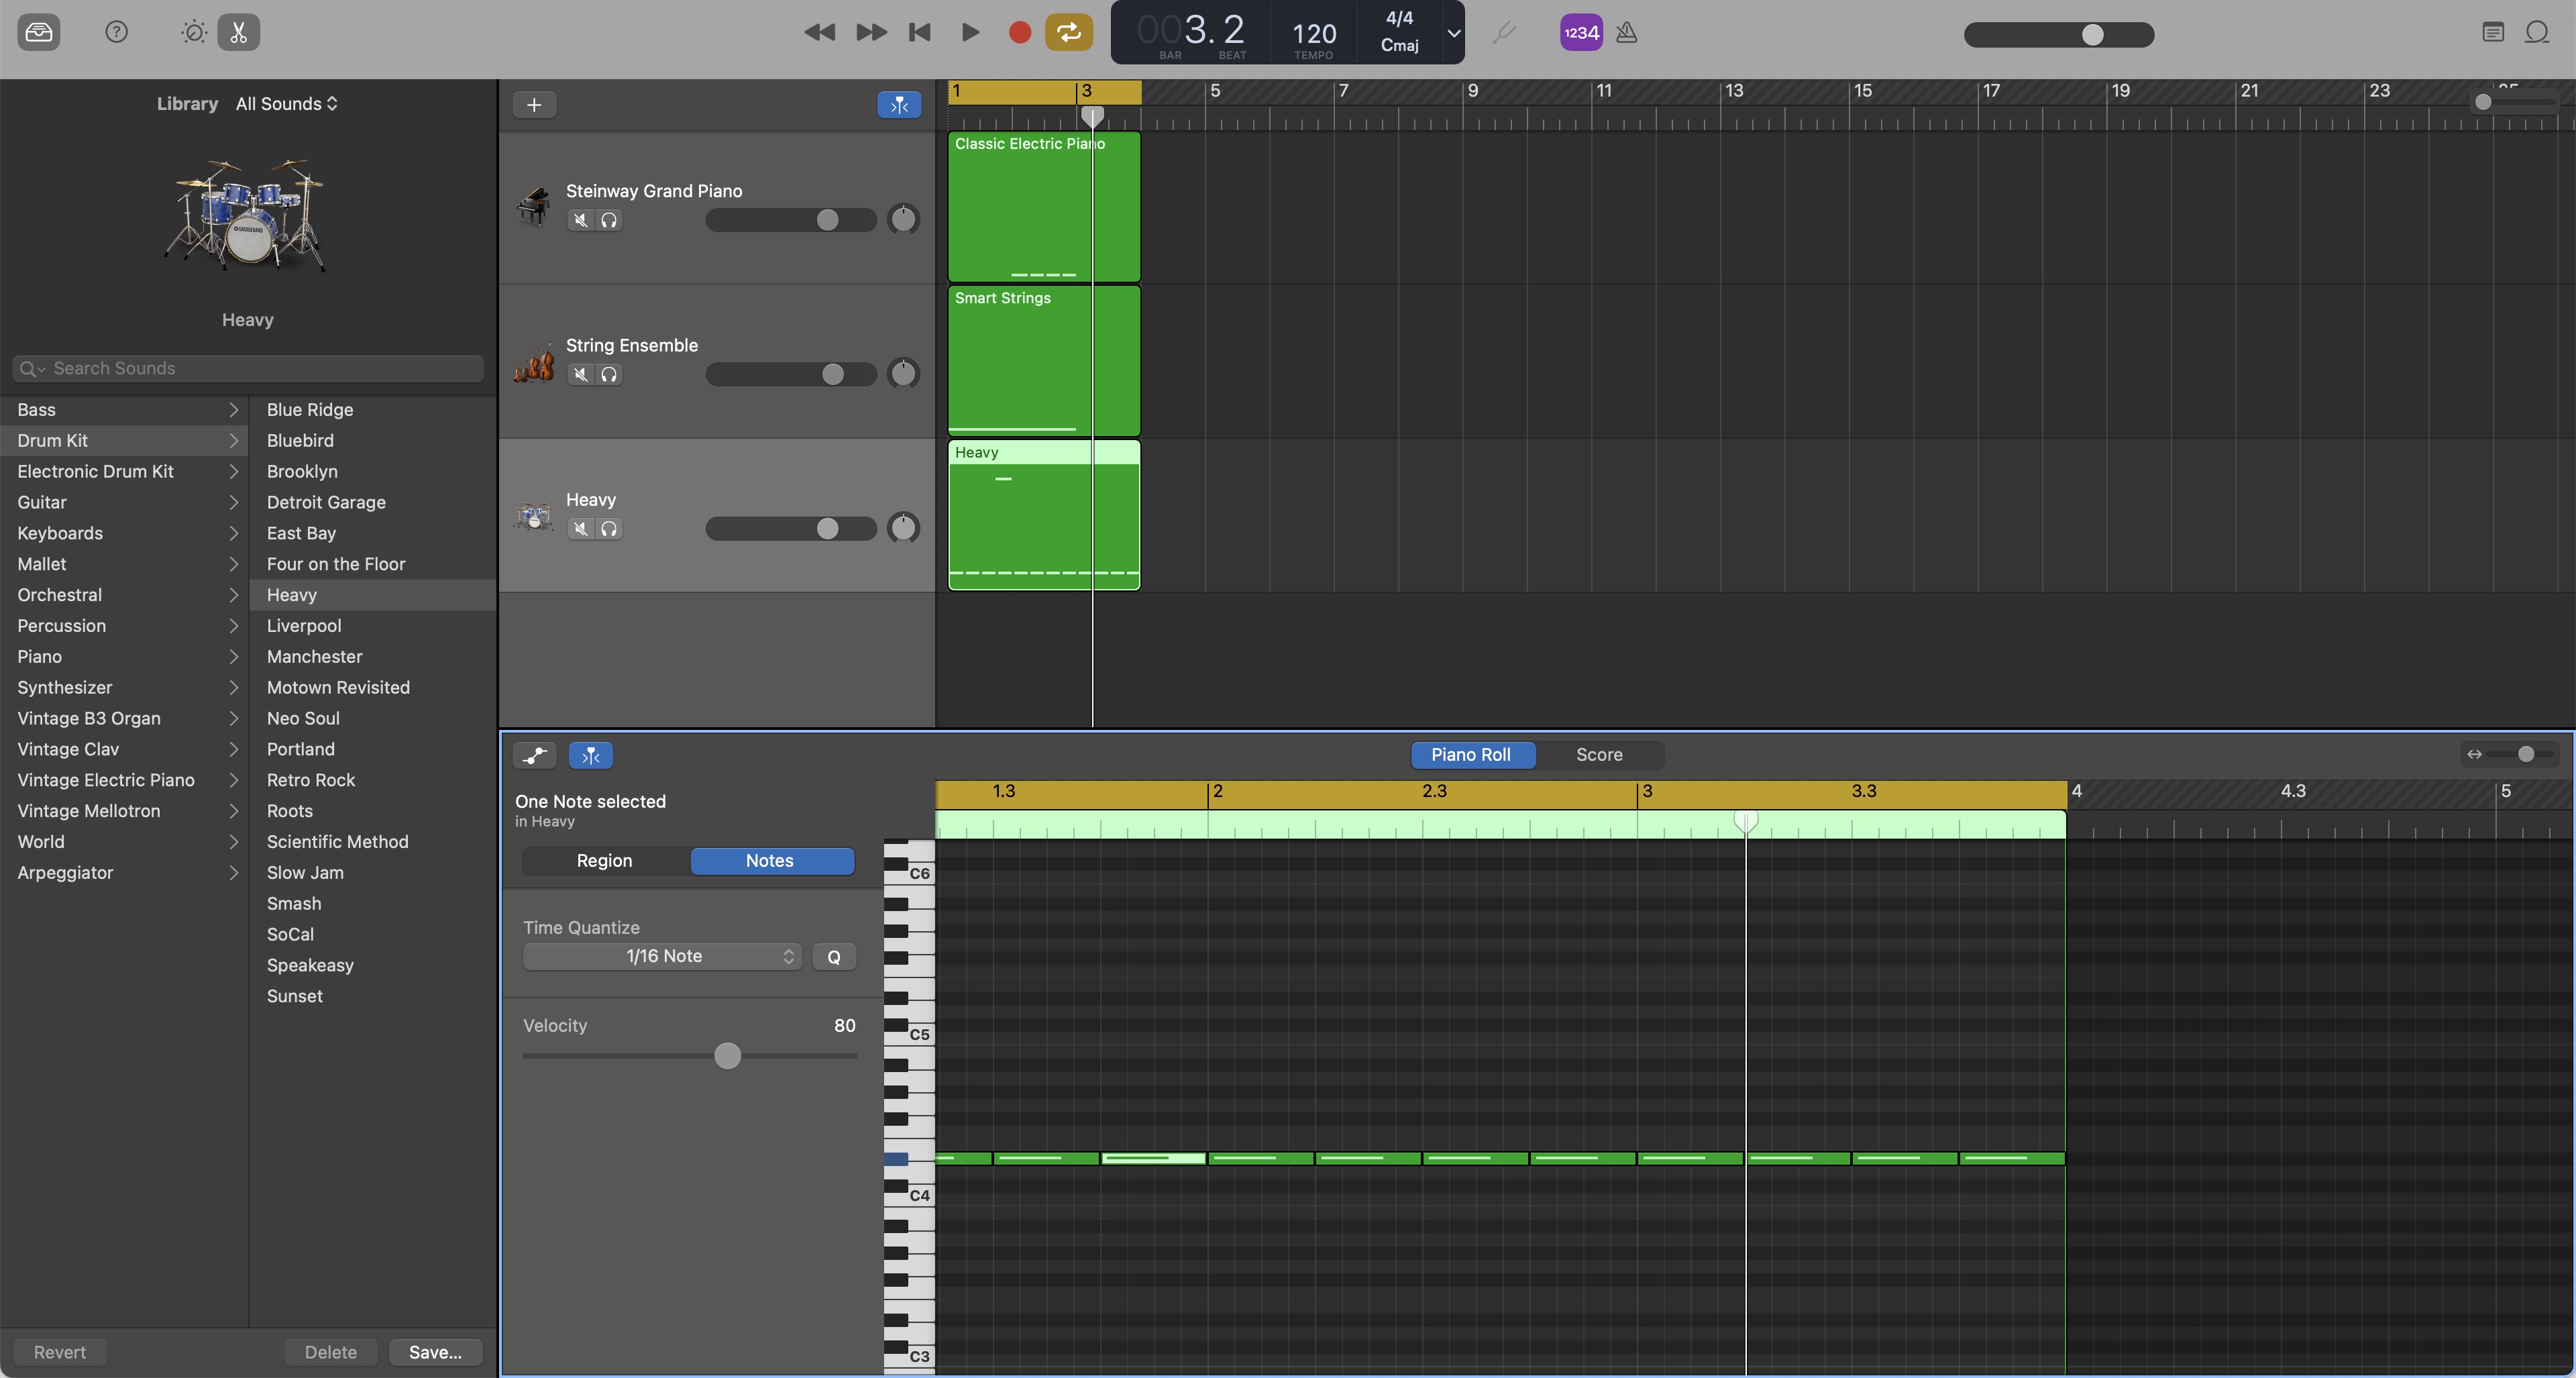 003.2
120
4/4
Cmaj
BAR
BEAT
TEMPO
1234
Library All Sounds
Heavy
Search Sounds
Bass
Drum Kit
Electronic Drum Kit
Guitar
Keyboards
Mallet
Orchestral
Percussion
Piano
Synthesizer
Vintage B3 Organ
Vintage Clav
Vintage Electric Piano
Vintage Mellotron
World
Arpeggiator
Blue Ridge
Bluebird
Brooklyn
Detroit Garage
East Bay
Four on the Floor
Heavy
Liverpool
Manchester
Motown Revisited
Neo Soul
Portland
Retro Rock
Roots
Scientific Method
Slow Jam
Smash
SoCal
Speakeasy
Sunset
Revert
Delete
Save...
1 3 5 7 9 11 13 15 17 19 21 23
Steinway Grand Piano
Classic Electric Piano
String Ensemble
Smart Strings
Heavy
Heavy
Piano Roll
Score
One Note selected
in Heavy
Region
Notes
Time Quantize
1/16 Note
Q
Velocity
80
1.3 2 2.3 3 3.3 4 4.3 5
C6
C5
C4
C3